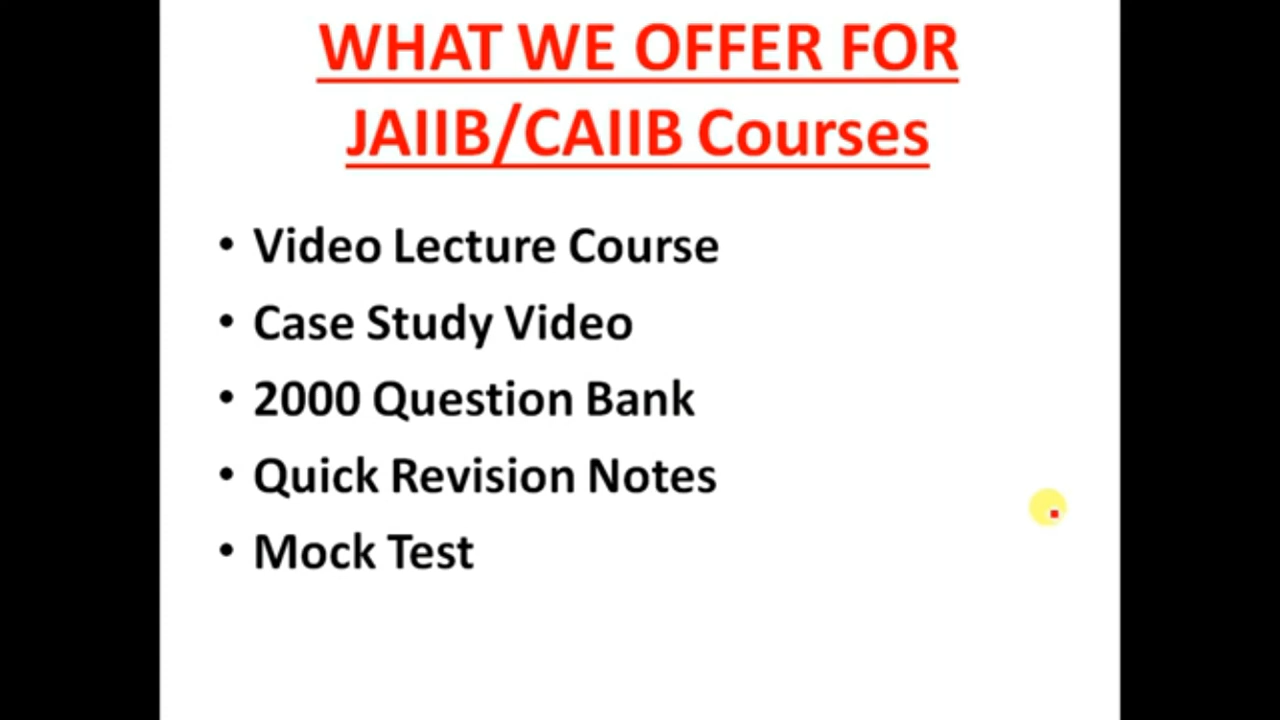 WHAT WE OFFER FOR
JAIIB/CAIIB Courses
• Video Lecture Course
• Case Study Video
• 2000 Question Bank
• Quick Revision Notes
• Mock Test